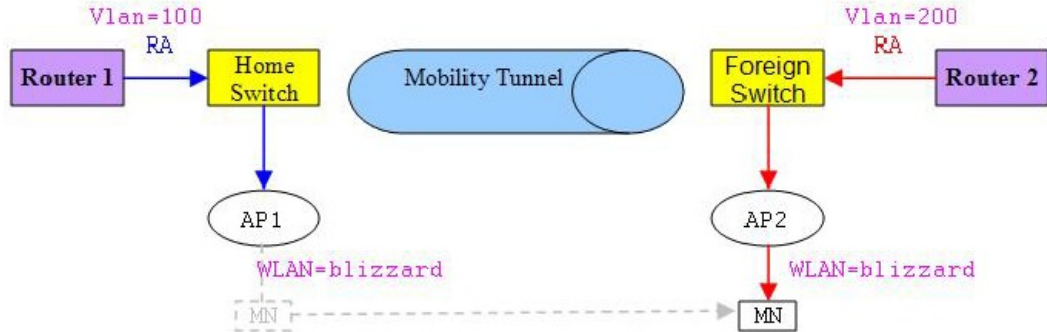 Vlan=100
RA
Router 1
Home
Switch
Mobility Tunnel
Vlan=200
RA
Foreign
Switch
Router 2
AP1
AP2
WLAN=blizzard
WLAN=blizzard
MN
MN